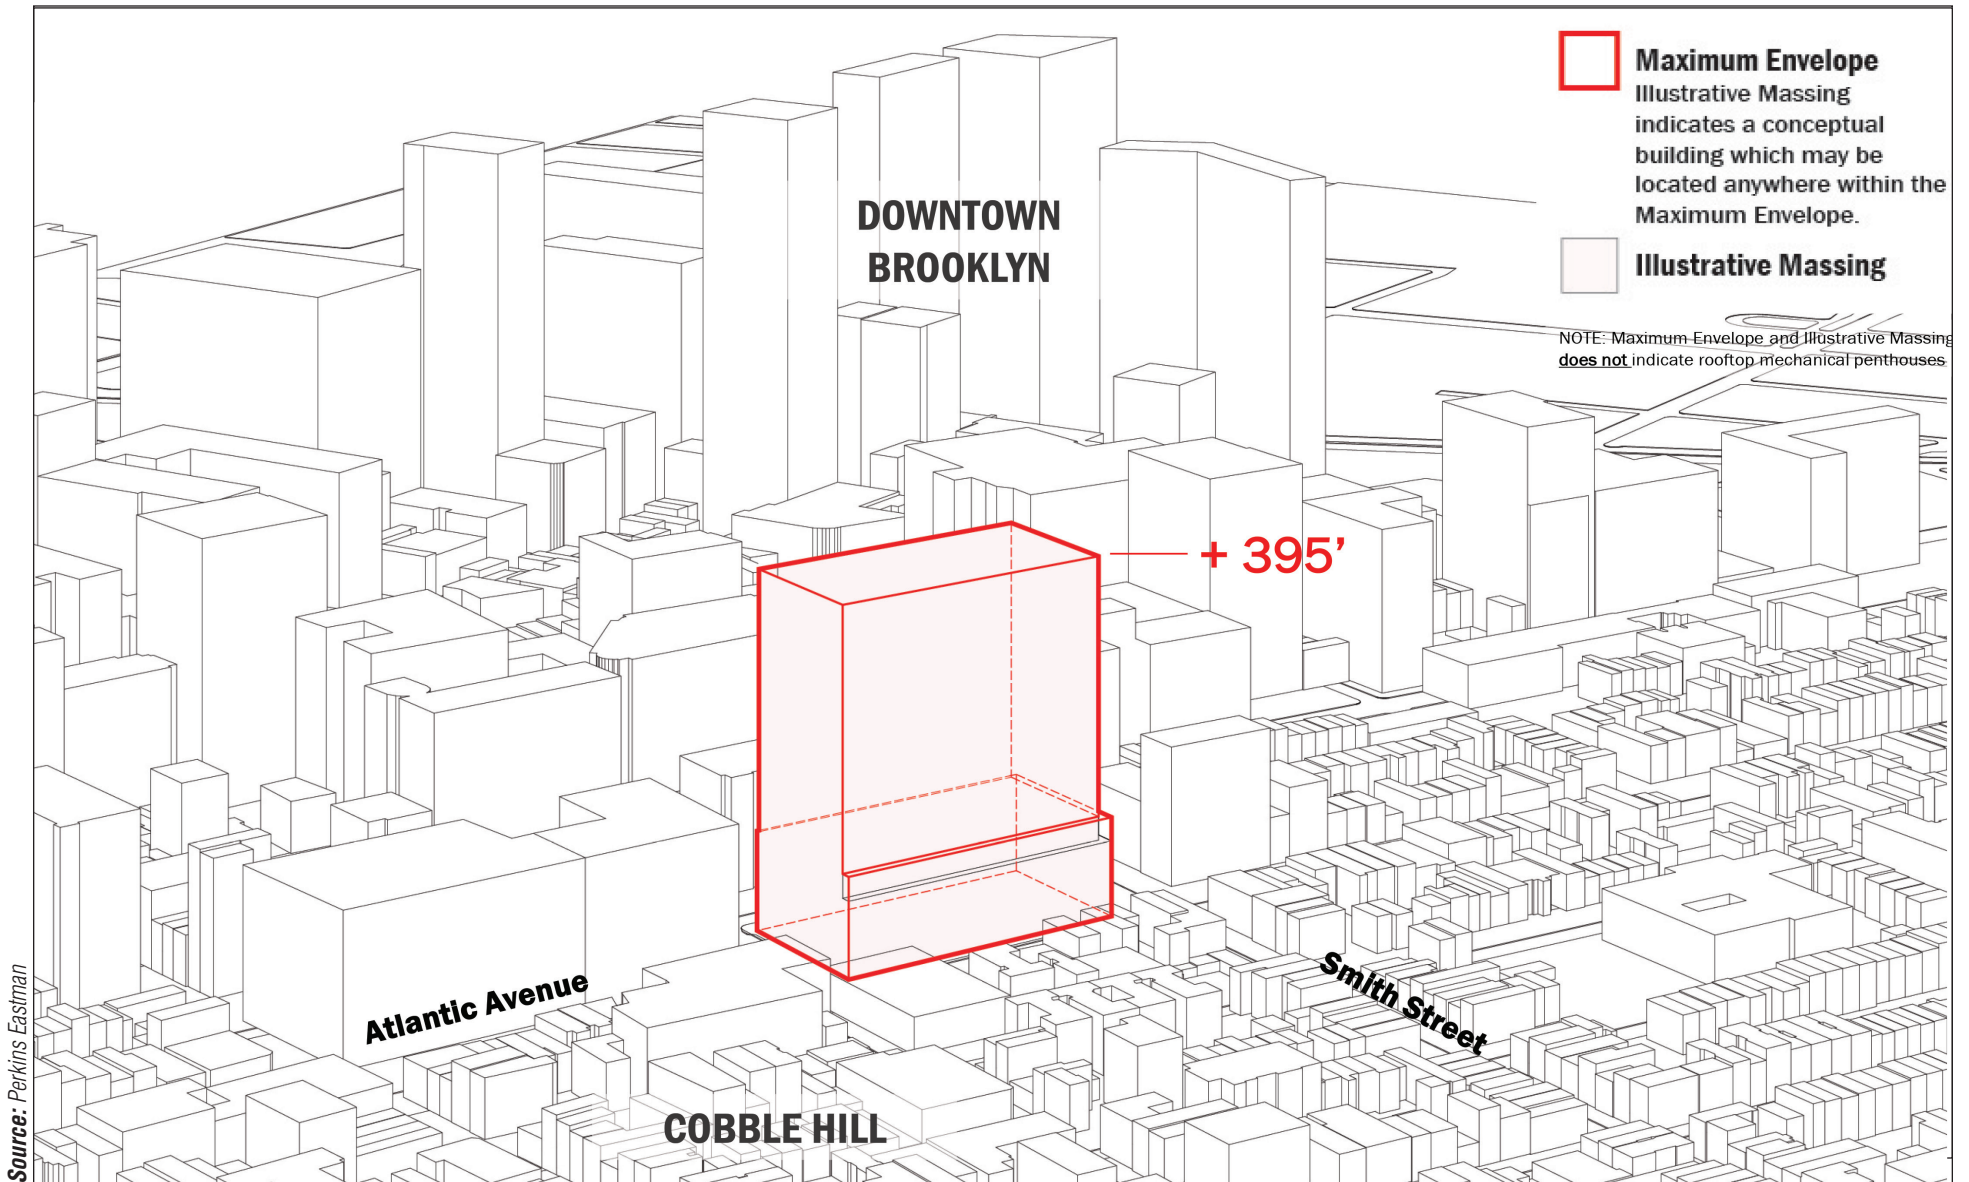 Maximum Envelope
Illustrative Massing
indicates a conceptual
building which may be
located anywhere within the
Maximum Envelope.
Illustrative Massing
NOTE: Maximum Envelope and Illustrative Massing
does not indicate rooftop mechanical penthouses
DOWNTOWN
BROOKLYN
+ 395’
Atlantic Avenue
Smith Street
COBBLE HILL
Source: Perkins Eastman